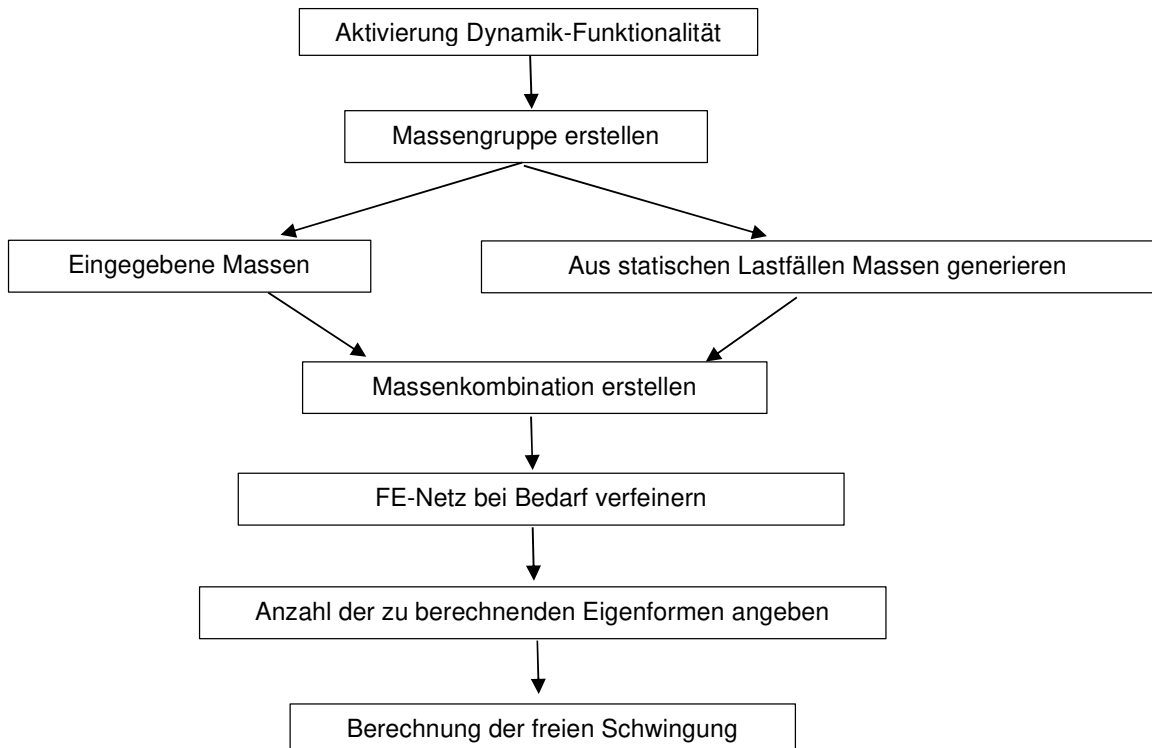 Aktivierung Dynamik-Funktionalität
Massengruppe erstellen
Eingegebene Massen
Aus statischen Lastfällen Massen generieren
Massenkombination erstellen
FE-Netz bei Bedarf verfeinern
Anzahl der zu berechnenden Eigenformen angeben
Berechnung der freien Schwingung